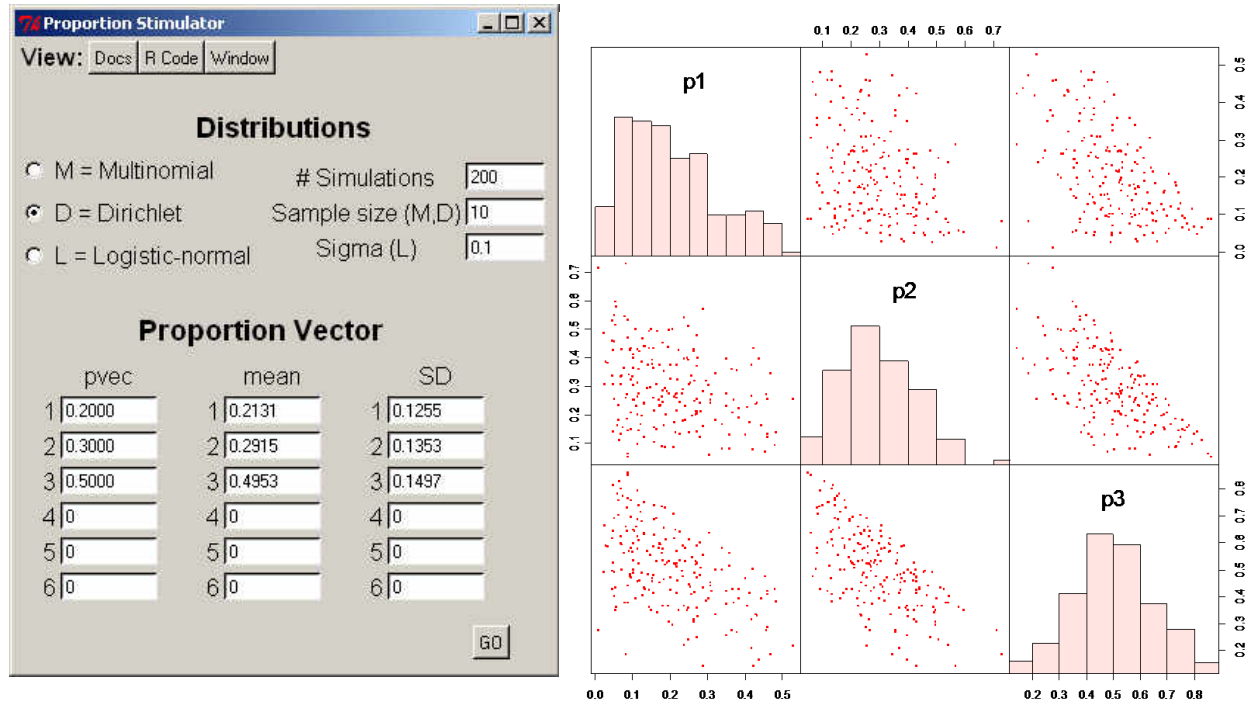 Proportion Stimulator
View: Docs R Code Window
Distributions
M = Multinomial
D = Dirichlet
L = Logistic-normal
# Simulations 200
Sample size (M,D) 10
Sigma (L) 0.1
Proportion Vector
pvec mean SD
1 0.2000 1 0.2131 1 0.1255
2 0.3000 2 0.2915 2 0.1353
3 0.5000 3 0.4953 3 0.1497
4 0 4 0 4 0
5 0 5 0 5 0
6 0 6 0 6 0
GO
0.1 0.2 0.3 0.4 0.5 0.6 0.7
p1
0.0 0.1 0.2 0.3 0.4 0.5
0.1 0.2 0.3 0.4 0.5 0.6 0.7
p2
p3
0.2 0.3 0.4 0.5 0.6 0.7 0.8
0.0 0.1 0.2 0.3 0.4 0.5
0.2 0.3 0.4 0.5 0.6 0.7 0.8